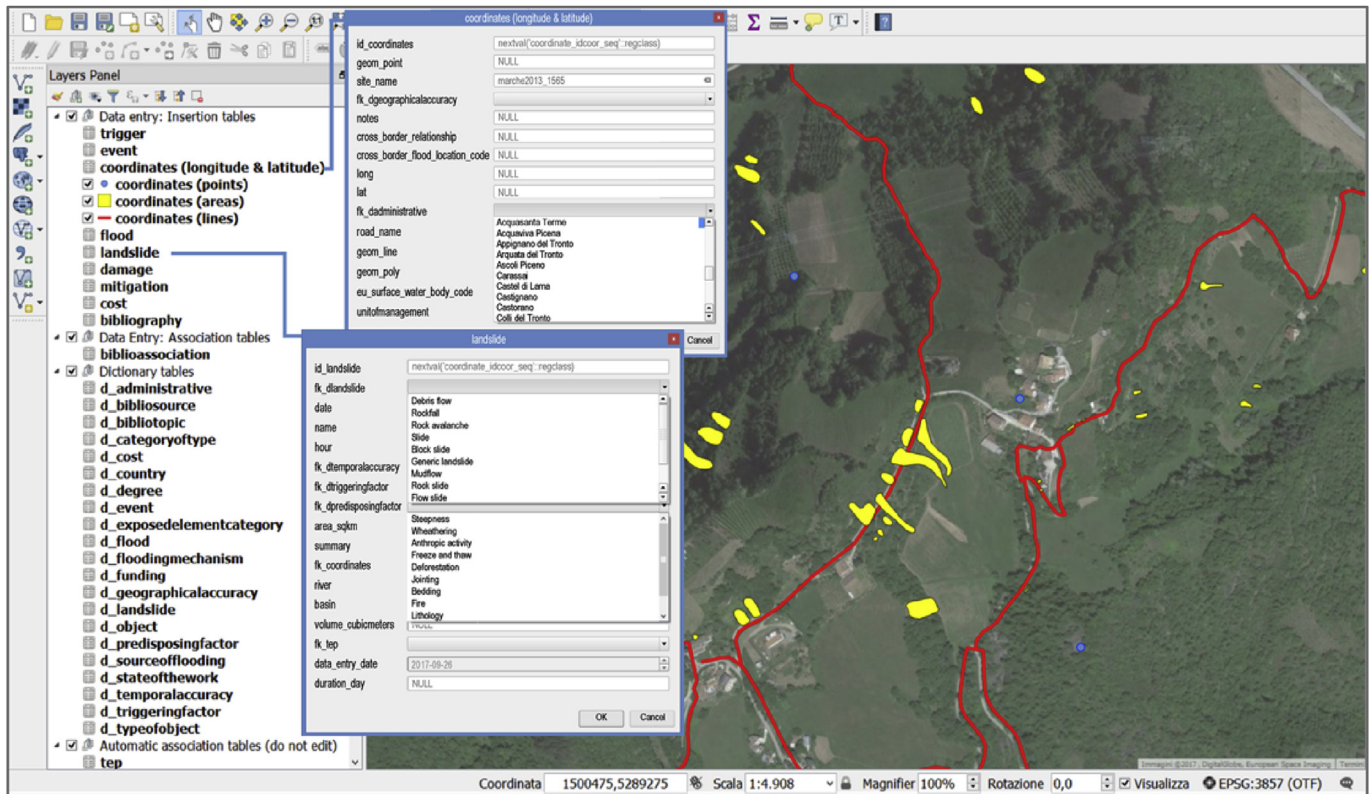 coordinates (longitude & latitude)
id_coordinates
nextval('coordinate_idcoor_seq'::regclass)
geom_point
NULL
site_name
marche2013_1565
fk_dgeographicalaccuracy
notes
NULL
cross_border_relationship
NULL
cross_border_flood_location_code
NULL
long
NULL
lat
NULL
fk_dadministrative
road_name
geom_line
geom_poly
eu_surface_water_body_code
unitofmanagement
Acquasanta Terme
Acquaviva Picena
Appignano del Tronto
Arquata del Tronto
Ascoli Piceno
Carassai
Castel di Lama
Castignano
Castorano
Colli del Tronto
Cancel
Layers Panel
Data entry: Insertion tables
trigger
event
coordinates (longitude & latitude)
coordinates (points)
coordinates (areas)
coordinates (lines)
flood
landslide
damage
mitigation
cost
bibliography
Data Entry: Association tables
biblioassociation
Dictionary tables
d_administrative
d_bibliosource
d_bibliotopic
d_categoryoftype
d_cost
d_country
d_degree
d_event
d_exposedelementcategory
d_flood
d_floodingmechanism
d_funding
d_geographicalaccuracy
d_landslide
d_object
d_predisposingfactor
d_sourceofflooding
d_stateofthework
d_temporalaccuracy
d_triggeringfactor
d_typeofobject
Automatic association tables (do not edit)
tep
landslide
id_landslide
nextval('coordinate_idcoor_seq'::regclass)
fk_dlandslide
date
name
hour
fk_dtemporalaccuracy
fk_dtriggeringfactor
fk_dpredisposingfactor
area_sqkm
summary
fk_coordinates
river
basin
volume_cubicmeters
NULL
fk_tep
data_entry_date
2017-09-26
duration_day
NULL
Debris flow
Rockfall
Rock avalanche
Slide
Block slide
Generic landslide
Mudflow
Rock slide
Flow slide
Steepness
Wheathering
Anthropic activity
Freeze and thaw
Deforestation
Jointing
Bedding
Fire
Lithology
OK
Cancel
Immagini ©2017 , DigitalGlobe, European Space Imaging
Termin
Coordinata 1500475,5289275 Scala 1:4.908 Magnifier 100% Rotazione 0,0 Visualizza EPSG:3857 (OTF)